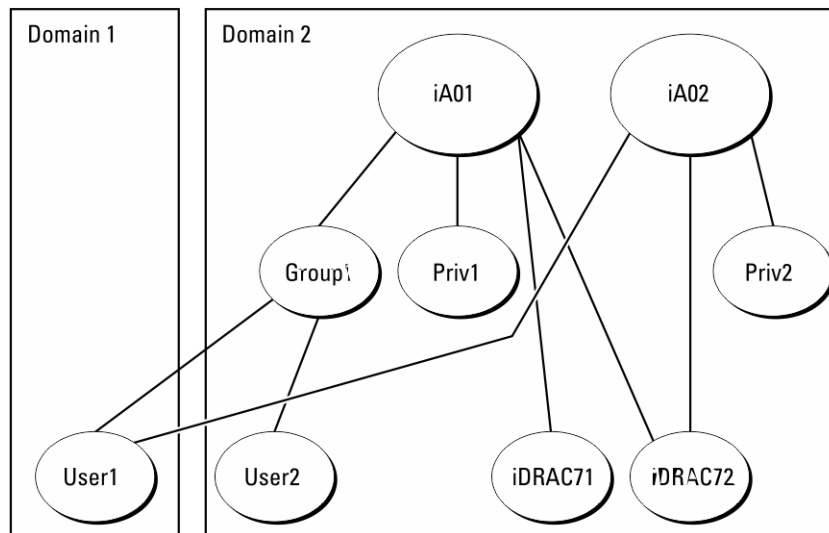 Domain 1
Domain 2
iA01
iA02
Group1
Priv1
Priv2
User1
User2
iDRAC71
iDRAC72